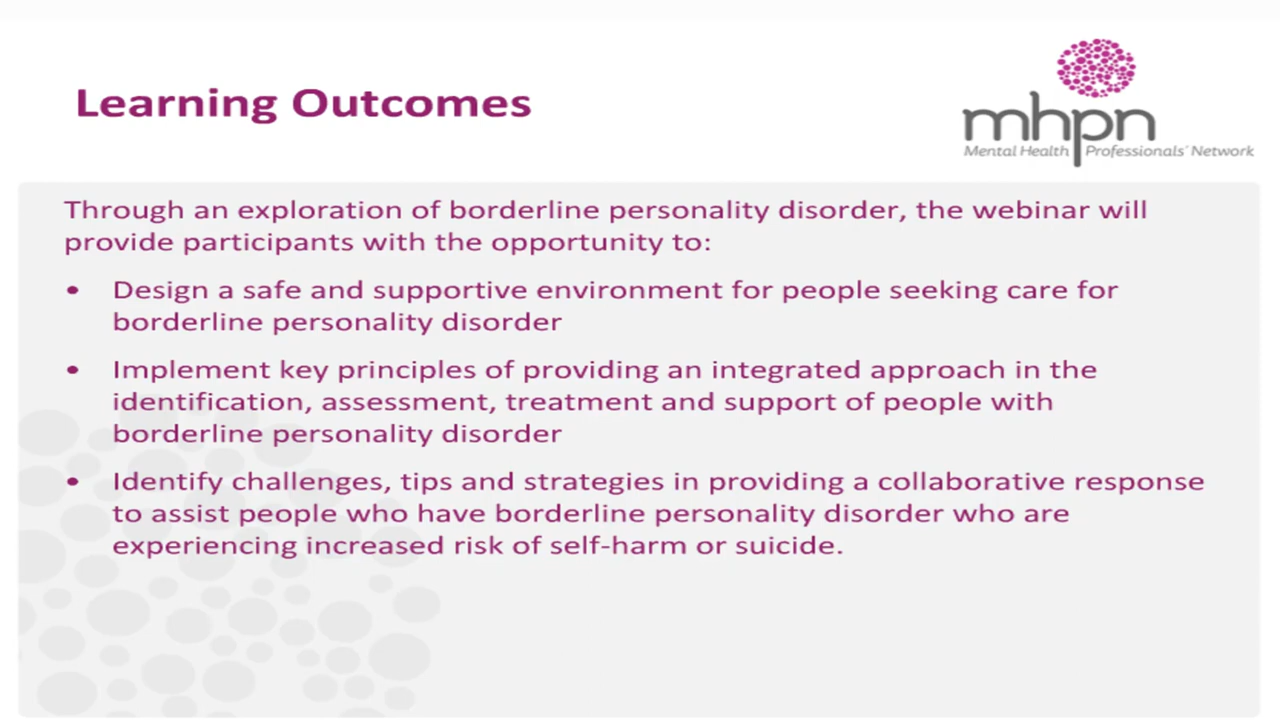 Learning Outcomes
mhpn
Mental Health Professionals' Network
Through an exploration of borderline personality disorder, the webinar will
provide participants with the opportunity to:
• Design a safe and supportive environment for people seeking care for
borderline personality disorder
• Implement key principles of providing an integrated approach in the
identification, assessment, treatment and support of people with
borderline personality disorder
• Identify challenges, tips and strategies in providing a collaborative response
to assist people who have borderline personality disorder who are
experiencing increased risk of self-harm or suicide.